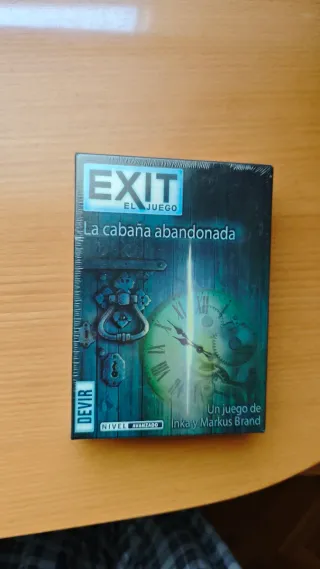 EXIT
EL JUEGO
La cabaña abandonada
Un juego de
Inka y Markus Brand
DEVIR
NIVEL AVANZADO